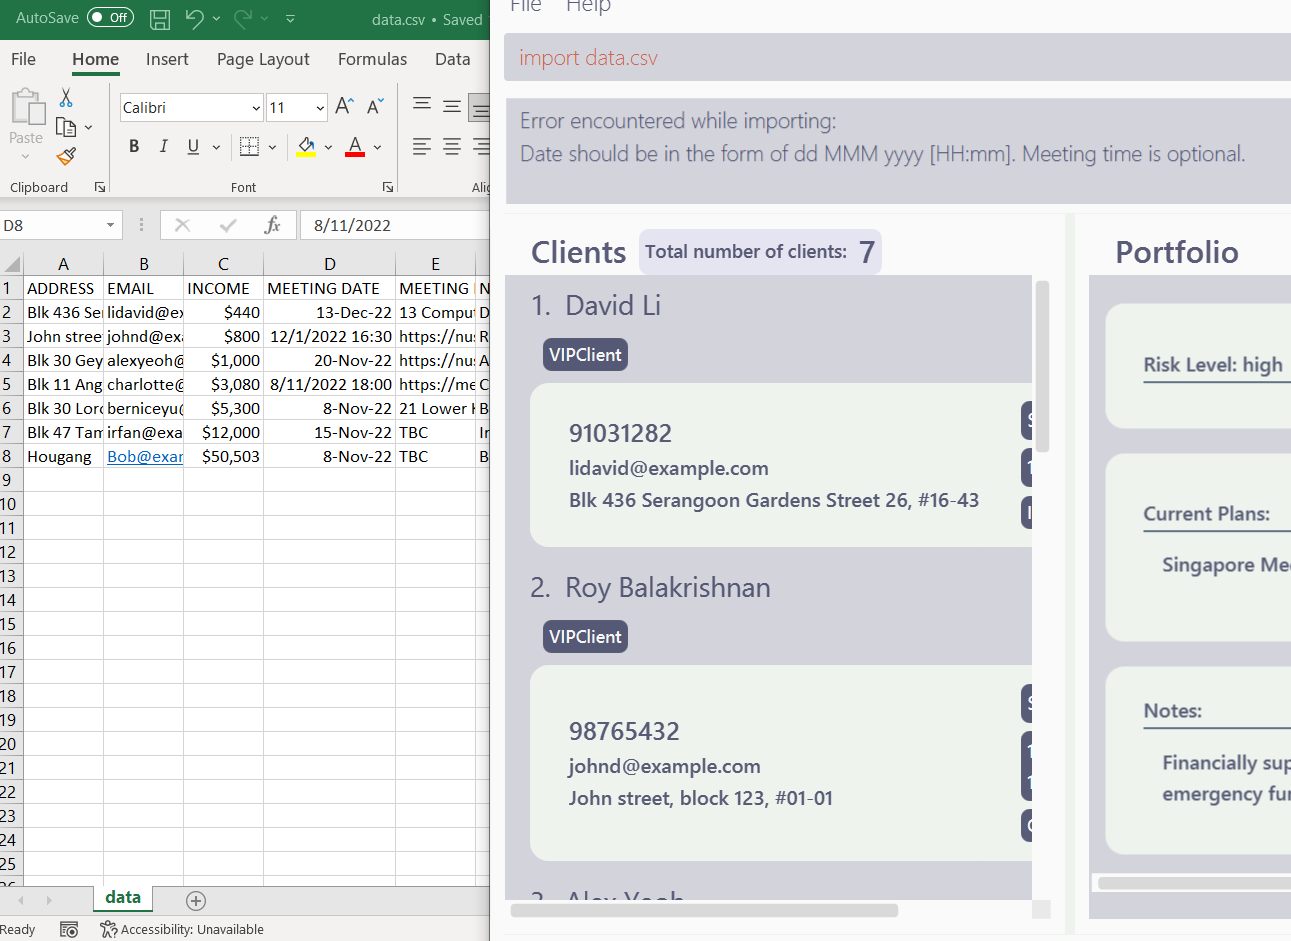 AutoSave Off data.csv • Saved
File Home Insert Page Layout Formulas Data
Paste Calibri 11 A A
B I U A
Clipboard Font
D8 fx 8/11/2022
A B C D E
1 ADDRESS EMAIL INCOME MEETING DATE MEETING
2 Blk 436 Se lidavid@ex $440 13-Dec-22 13 Compu D
3 John stree johnd@exa $800 12/1/2022 16:30 https://nu R
4 Blk 30 Gey alexyeoh@ $1,000 20-Nov-22 https://nu A
5 Blk 11 Ang charlotte@ $3,080 8/11/2022 18:00 https://me C
6 Blk 30 Lor berniceyu@ $5,300 8-Nov-22 21 Lower B
7 Blk 47 Tam irfan@exa $12,000 15-Nov-22 TBC Ir
8 Hougang Bob@exar $50,503 8-Nov-22 TBC B
9
10
11
12
13
14
15
16
17
18
19
20
21
22
23
24
25
data
Ready Accessibility: Unavailable
File Help
import data.csv
Error encountered while importing:
Date should be in the form of dd MMM yyyy [HH:mm]. Meeting time is optional.
Clients Total number of clients: 7
1. David Li
VIPClient
91031282
lidavid@example.com
Blk 436 Serangoon Gardens Street 26, #16-43
2. Roy Balakrishnan
VIPClient
98765432
johnd@example.com
John street, block 123, #01-01
3. Alex Yeoh
Portfolio
Risk Level: high
Current Plans:
Singapore Me
Notes:
Financially sup
emergency fu